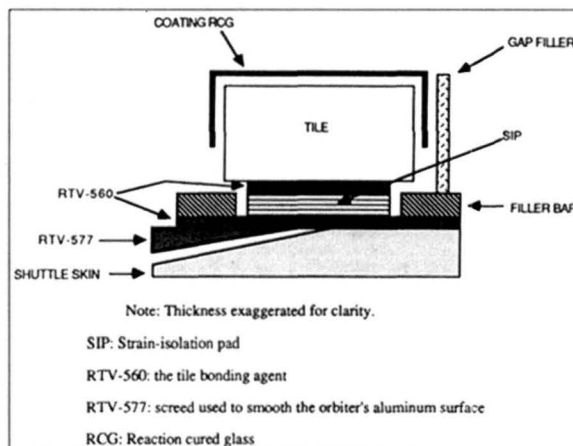 COATING RCG
GAP FILLER
TILE
SIP
RTV-560
FILLER BAR
RTV-577
SHUTTLE SKIN
Note: Thickness exaggerated for clarity.
SIP: Strain-isolation pad
RTV-560: the tile bonding agent
RTV-577: screed used to smooth the orbiter's aluminum surface
RCG: Reaction cured glass